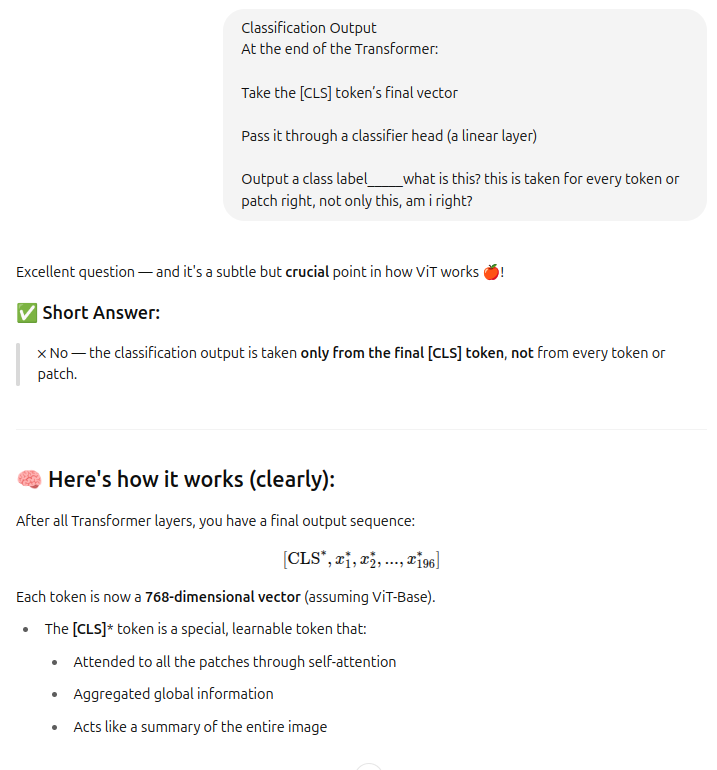 Classification Output
At the end of the Transformer:
Take the [CLS] token’s final vector
Pass it through a classifier head (a linear layer)
Output a class label_____what is this? this is taken for every token or
patch right, not only this, am i right?
Excellent question — and it's a subtle but crucial point in how ViT works 🍎!
✅ Short Answer:
× No — the classification output is taken only from the final [CLS] token, not from every token or
patch.
🧠 Here's how it works (clearly):
After all Transformer layers, you have a final output sequence:
[CLS*, x₁*, x₂*, ..., x₁₉₆*]
Each token is now a 768-dimensional vector (assuming ViT-Base).
• The [CLS]* token is a special, learnable token that:
• Attended to all the patches through self-attention
• Aggregated global information
• Acts like a summary of the entire image